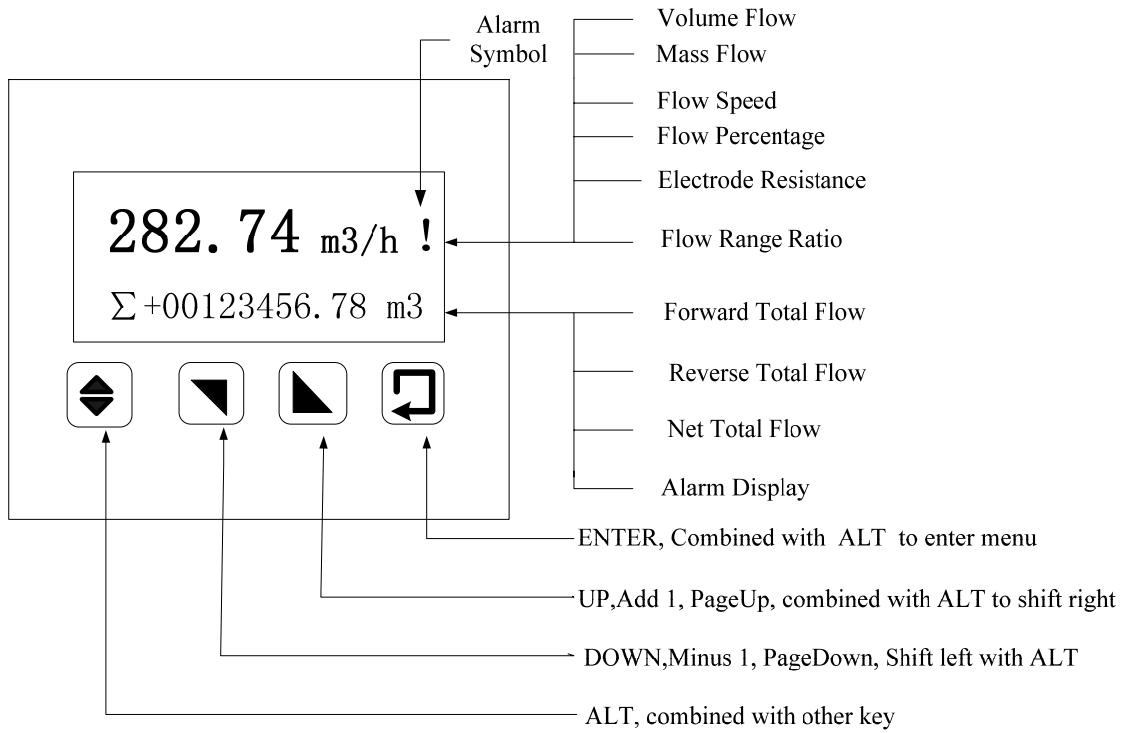 Alarm
Symbol
Volume Flow
Mass Flow
Flow Speed
Flow Percentage
Electrode Resistance
282.74 m3/h !
Flow Range Ratio
Σ+00123456.78 m3
Forward Total Flow
Reverse Total Flow
Net Total Flow
Alarm Display
ENTER, Combined with ALT to enter menu
UP,Add 1, PageUp, combined with ALT to shift right
DOWN,Minus 1, PageDown, Shift left with ALT
ALT, combined with other key